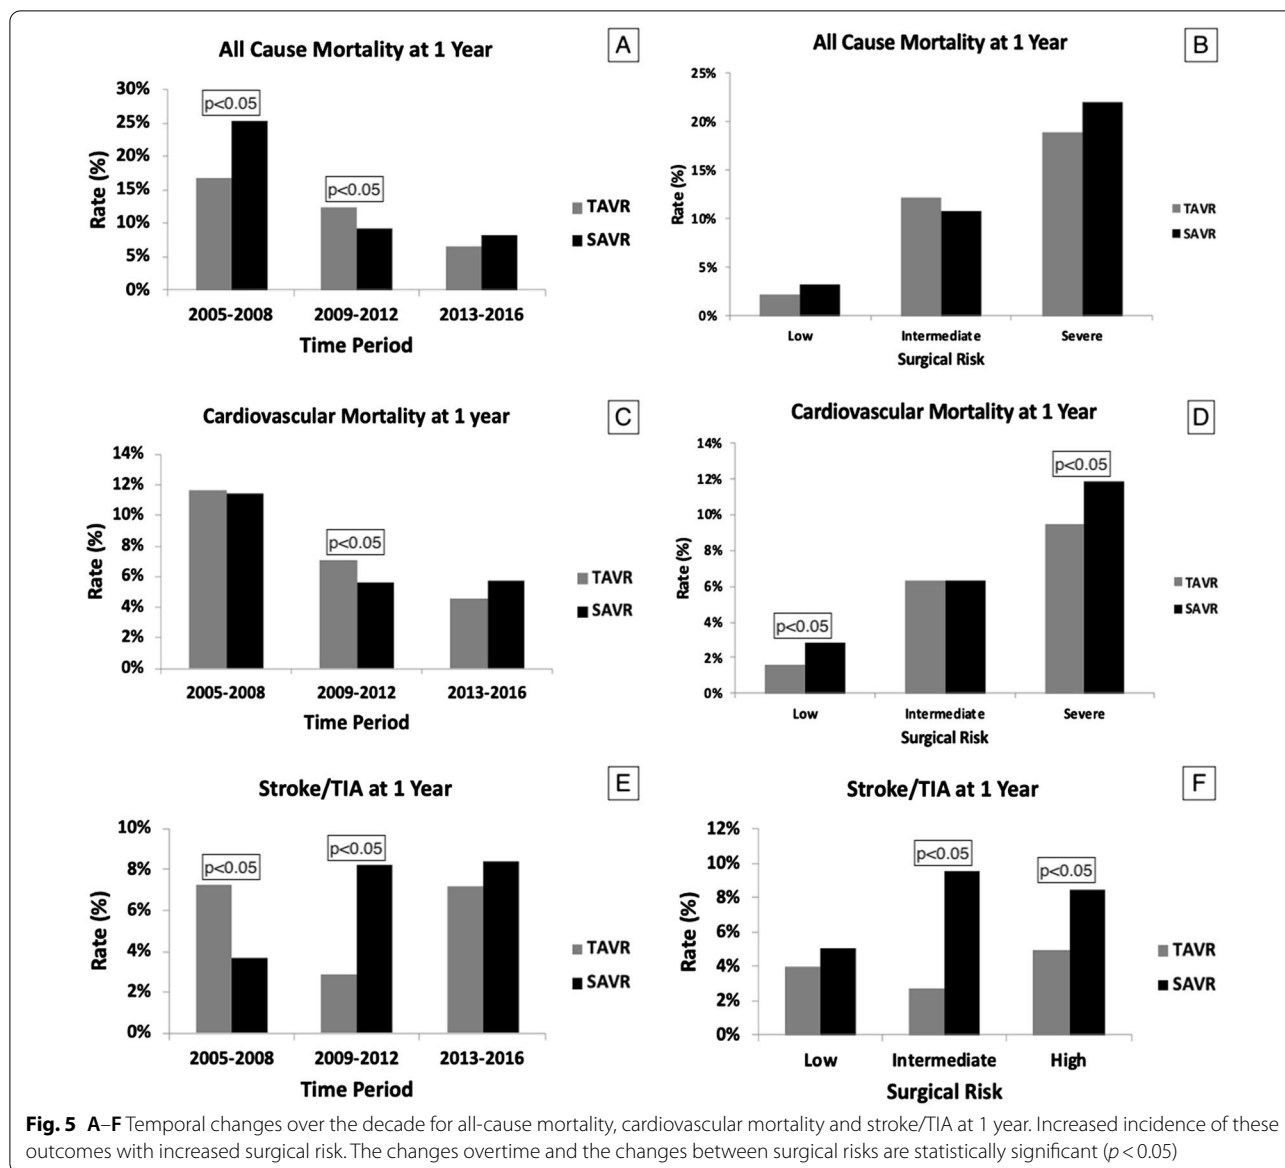 All Cause Mortality at 1 Year
A
30%
25%
20%
15%
10%
5%
0%
Rate (%)
p<0.05
p<0.05
TAVR
SAVR
2005-2008 2009-2012 2013-2016
Time Period
All Cause Mortality at 1 Year
B
25%
20%
15%
10%
5%
0%
Rate (%)
TAVR
SAVR
Low Intermediate Severe
Surgical Risk
Cardiovascular Mortality at 1 year
C
14%
12%
10%
8%
6%
4%
2%
0%
Rate (%)
p<0.05
TAVR
SAVR
2005-2008 2009-2012 2013-2016
Time Period
Cardiovascular Mortality at 1 Year
D
14%
12%
10%
8%
6%
4%
2%
0%
Rate (%)
p<0.05
p<0.05
TAVR
SAVR
Low Intermediate Severe
Surgical Risk
Stroke/TIA at 1 Year
E
10%
8%
6%
4%
2%
0%
Rate (%)
p<0.05
p<0.05
TAVR
SAVR
2005-2008 2009-2012 2013-2016
Time Period
Stroke/TIA at 1 Year
F
12%
10%
8%
6%
4%
2%
0%
Rate (%)
p<0.05
p<0.05
TAVR
SAVR
Low Intermediate High
Surgical Risk
Fig. 5 A–F Temporal changes over the decade for all-cause mortality, cardiovascular mortality and stroke/TIA at 1 year. Increased incidence of these
outcomes with increased surgical risk. The changes overtime and the changes between surgical risks are statistically significant (p < 0.05)